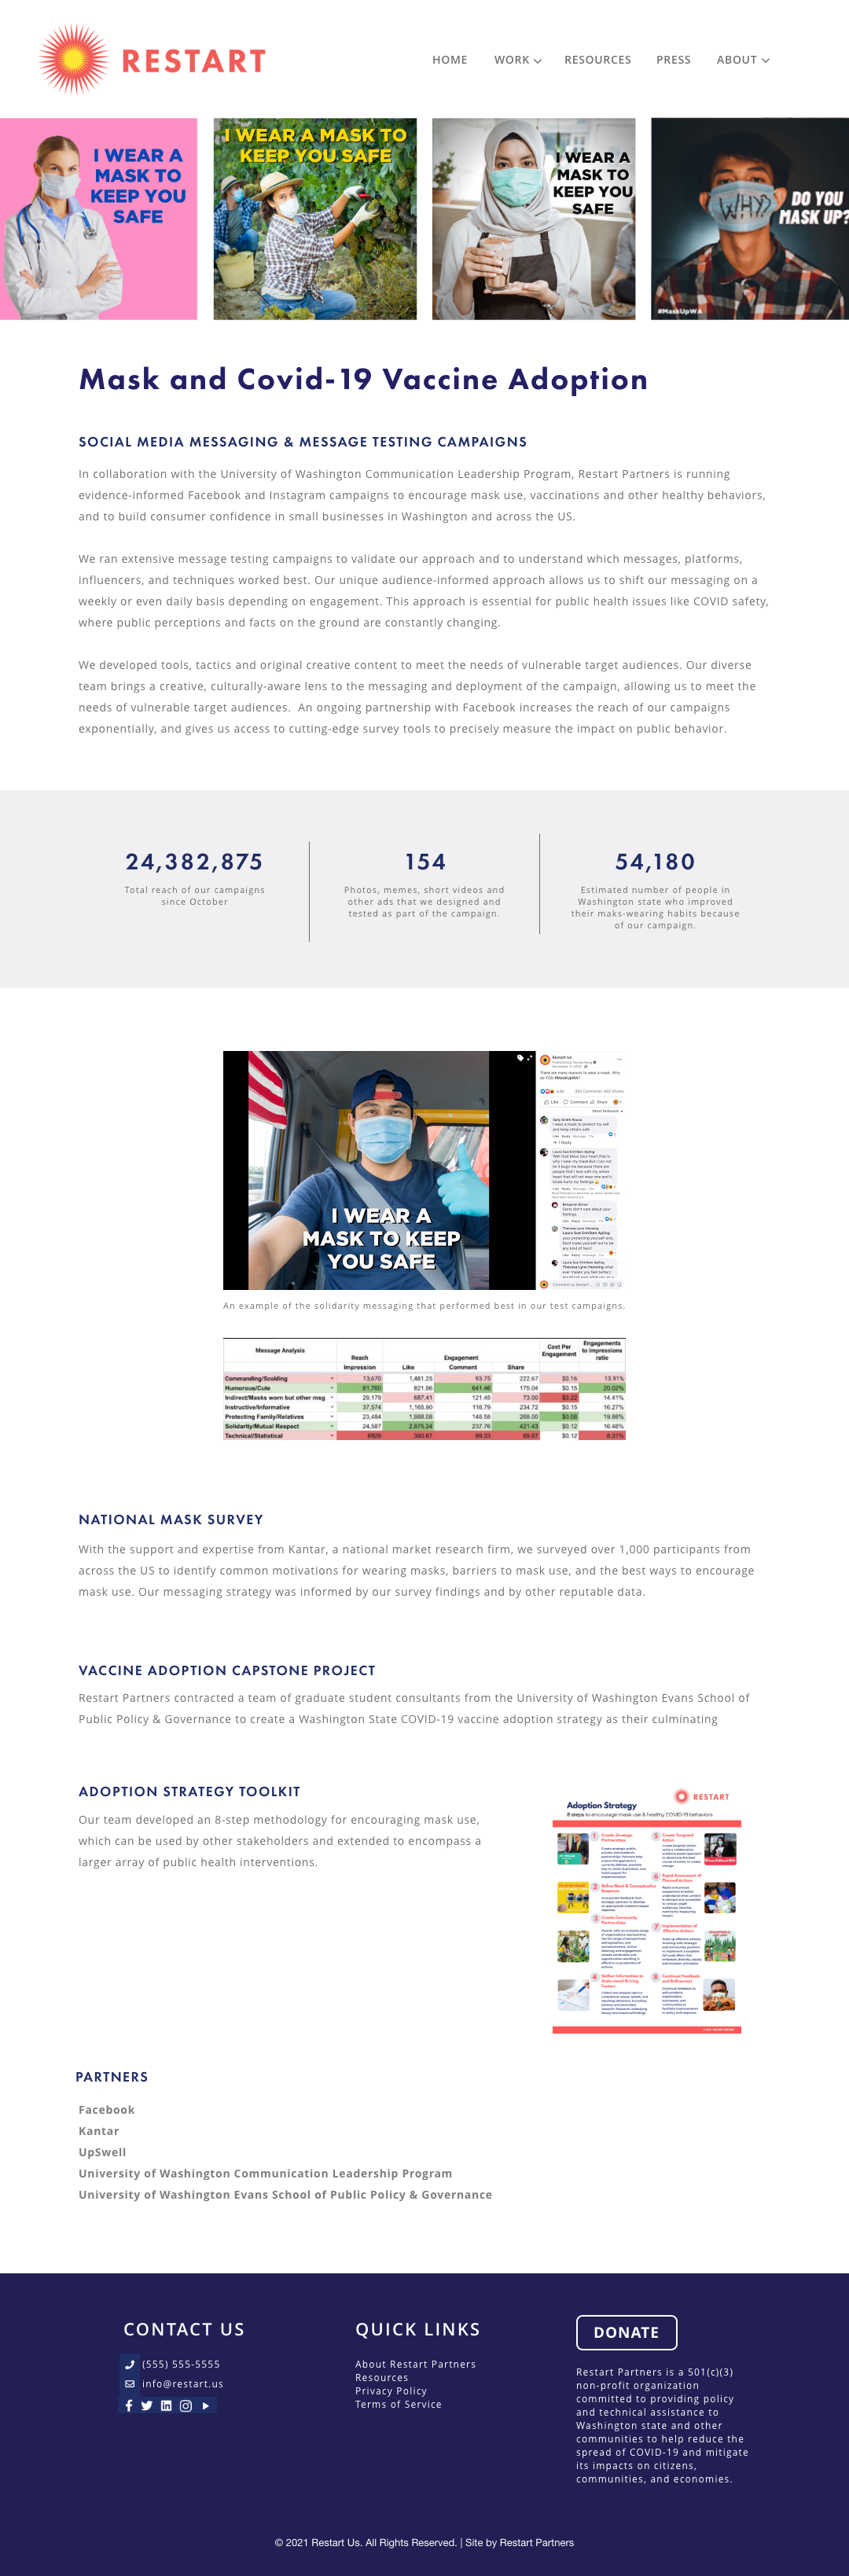 RESTART
HOME WORK RESOURCES PRESS ABOUT
I WEAR A
MASK TO
KEEP YOU
SAFE
I WEAR A MASK TO
KEEP YOU SAFE
I WEAR A
MASK TO
KEEP YOU
SAFE
WHY?
DO YOU
MASK UP?
#MaskUpWA
Mask and Covid-19 Vaccine Adoption
SOCIAL MEDIA MESSAGING & MESSAGE TESTING CAMPAIGNS
In collaboration with the University of Washington Communication Leadership Program, Restart Partners is running
evidence-informed Facebook and Instagram campaigns to encourage mask use, vaccinations and other healthy behaviors,
and to build consumer confidence in small businesses in Washington and across the US.
We ran extensive message testing campaigns to validate our approach and to understand which messages, platforms,
influencers, and techniques worked best. Our unique audience-informed approach allows us to shift our messaging on a
weekly or even daily basis depending on engagement. This approach is essential for public health issues like COVID safety,
where public perceptions and facts on the ground are constantly changing.
We developed tools, tactics and original creative content to meet the needs of vulnerable target audiences. Our diverse
team brings a creative, culturally-aware lens to the messaging and deployment of the campaign, allowing us to meet the
needs of vulnerable target audiences. An ongoing partnership with Facebook increases the reach of our campaigns
exponentially, and gives us access to cutting-edge survey tools to precisely measure the impact on public behavior.
24,382,875
Total reach of our campaigns
since October
154
Photos, memes, short videos and
other ads that we designed and
tested as part of the campaign.
54,180
Estimated number of people in
Washington state who improved
their maks-wearing habits because
of our campaign.
I WEAR A
MASK TO KEEP
YOU SAFE
Restart Us
Like Comment Share
Most Relevant
An example of the solidarity messaging that performed best in our test campaigns.
Message Analysis Reach Engagement Cost Per Engagement Engagements to impressions ratio
Impression Like Comment Share
Commanding/Scolding 13,670 1,481.25 93.75 222.67 $0.16 13.91%
Humorous/Cute 81,760 821.96 641.46 175.04 $0.15 20.02%
Indirect/Masks worn but other msg 29,179 687.41 121.45 73.00 $0.22 14.41%
Instructive/Informative 37,574 1,165.90 116.79 234.72 $0.15 16.27%
Protecting Family/Relatives 23,484 1,988.08 148.58 268.00 $0.08 19.88%
Solidarity/Mutual Respect 24,587 2,875.24 237.76 421.43 $0.12 16.48%
Technical/Statistical 6928 360.67 89.33 89.67 $0.12 8.31%
NATIONAL MASK SURVEY
With the support and expertise from Kantar, a national market research firm, we surveyed over 1,000 participants from
across the US to identify common motivations for wearing masks, barriers to mask use, and the best ways to encourage
mask use. Our messaging strategy was informed by our survey findings and by other reputable data.
VACCINE ADOPTION CAPSTONE PROJECT
Restart Partners contracted a team of graduate student consultants from the University of Washington Evans School of
Public Policy & Governance to create a Washington State COVID-19 vaccine adoption strategy as their culminating
ADOPTION STRATEGY TOOLKIT
Our team developed an 8-step methodology for encouraging mask use,
which can be used by other stakeholders and extended to encompass a
larger array of public health interventions.
RESTART
Adoption Strategy
8 steps to encourage mask use & healthy COVID-19 behaviors
1 Create Strategic
Partnerships
2 Define Need & Conceptualize
Response
3 Create Community
Partnerships
4 Gather Information to
Understand Driving
Factors
5 Create Targeted
Action
6 Rapid Assessment of
Planned Actions
7 Implementation of
Effective Actions
8 Continual Feedback
and Refinement
PARTNERS
Facebook
Kantar
UpSwell
University of Washington Communication Leadership Program
University of Washington Evans School of Public Policy & Governance
CONTACT US
(555) 555-5555
info@restart.us
QUICK LINKS
About Restart Partners
Resources
Privacy Policy
Terms of Service
DONATE
Restart Partners is a 501(c)(3)
non-profit organization
committed to providing policy
and technical assistance to
Washington state and other
communities to help reduce the
spread of COVID-19 and mitigate
its impacts on citizens,
communities, and economies.
© 2021 Restart Us. All Rights Reserved. | Site by Restart Partners